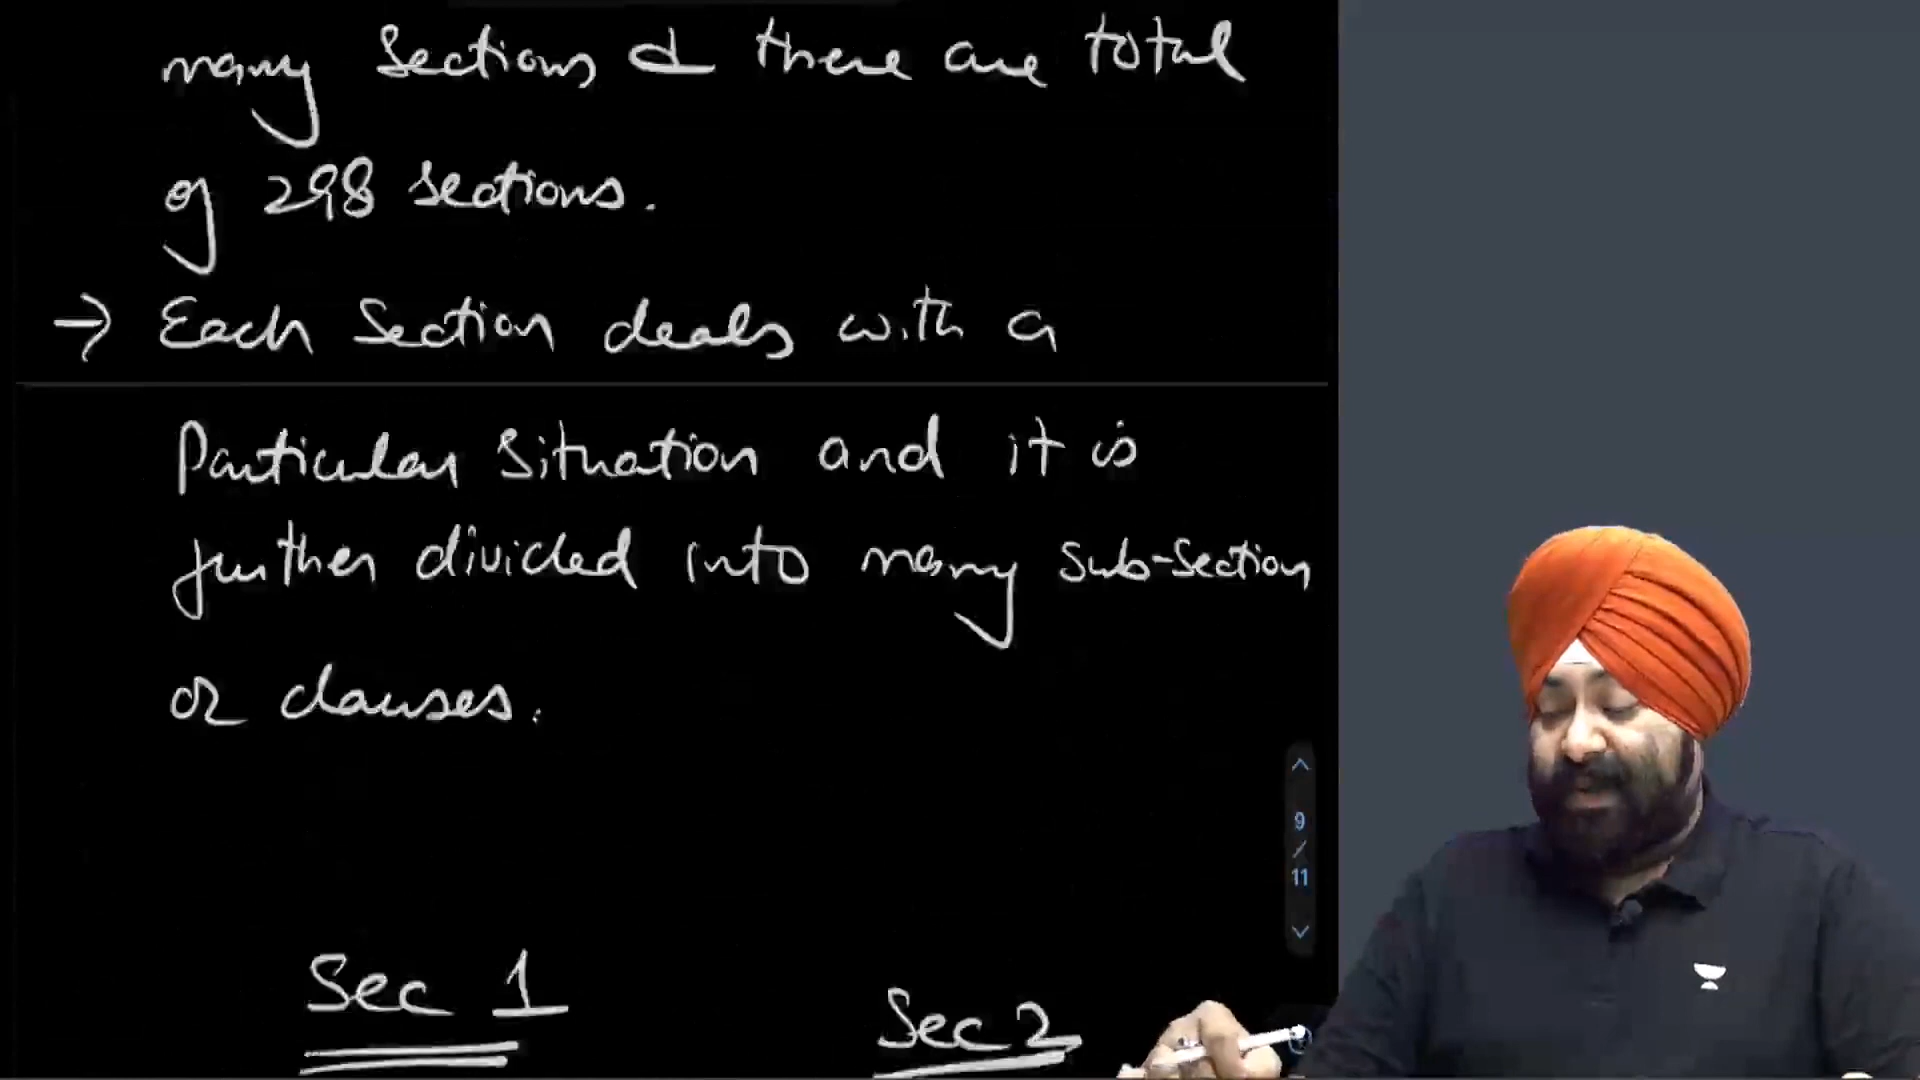 many Sections & there are total
of 298 sections.
→ Each Section deals with a
Particular Situation and it is
further divided into many Sub-Section
or clauses.
Sec 1
Sec 2
9
/
11